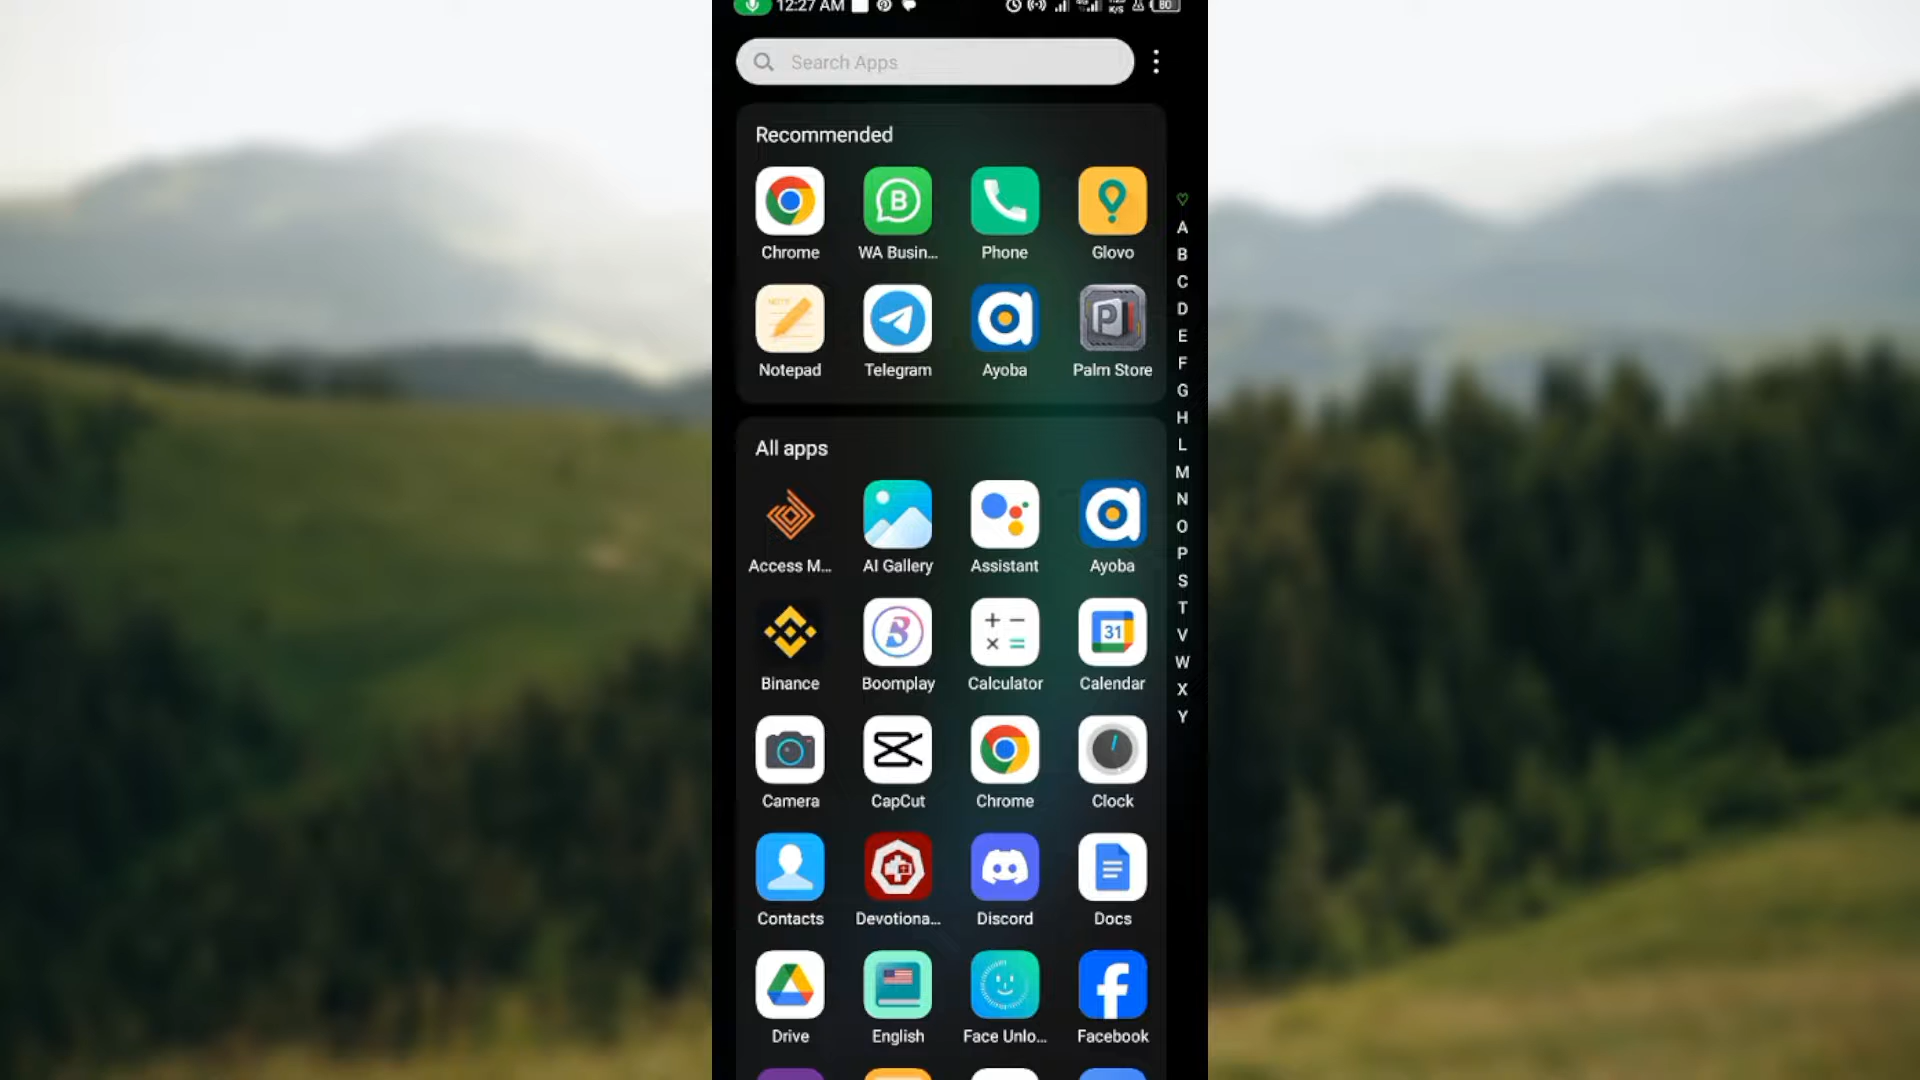 12:27 AM
K/S
80
Search Apps
Recommended
Chrome
WA Busin...
Phone
Glovo
Notepad
Telegram
Ayoba
Palm Store
All apps
Access M...
AI Gallery
Assistant
Ayoba
31
Binance
Boomplay
Calculator
Calendar
Camera
CapCut
Chrome
Clock
Contacts
Devotiona...
Discord
Docs
Drive
English
Face Unlo...
Facebook
A
B
C
D
E
F
G
H
L
M
N
O
P
S
T
V
W
X
Y